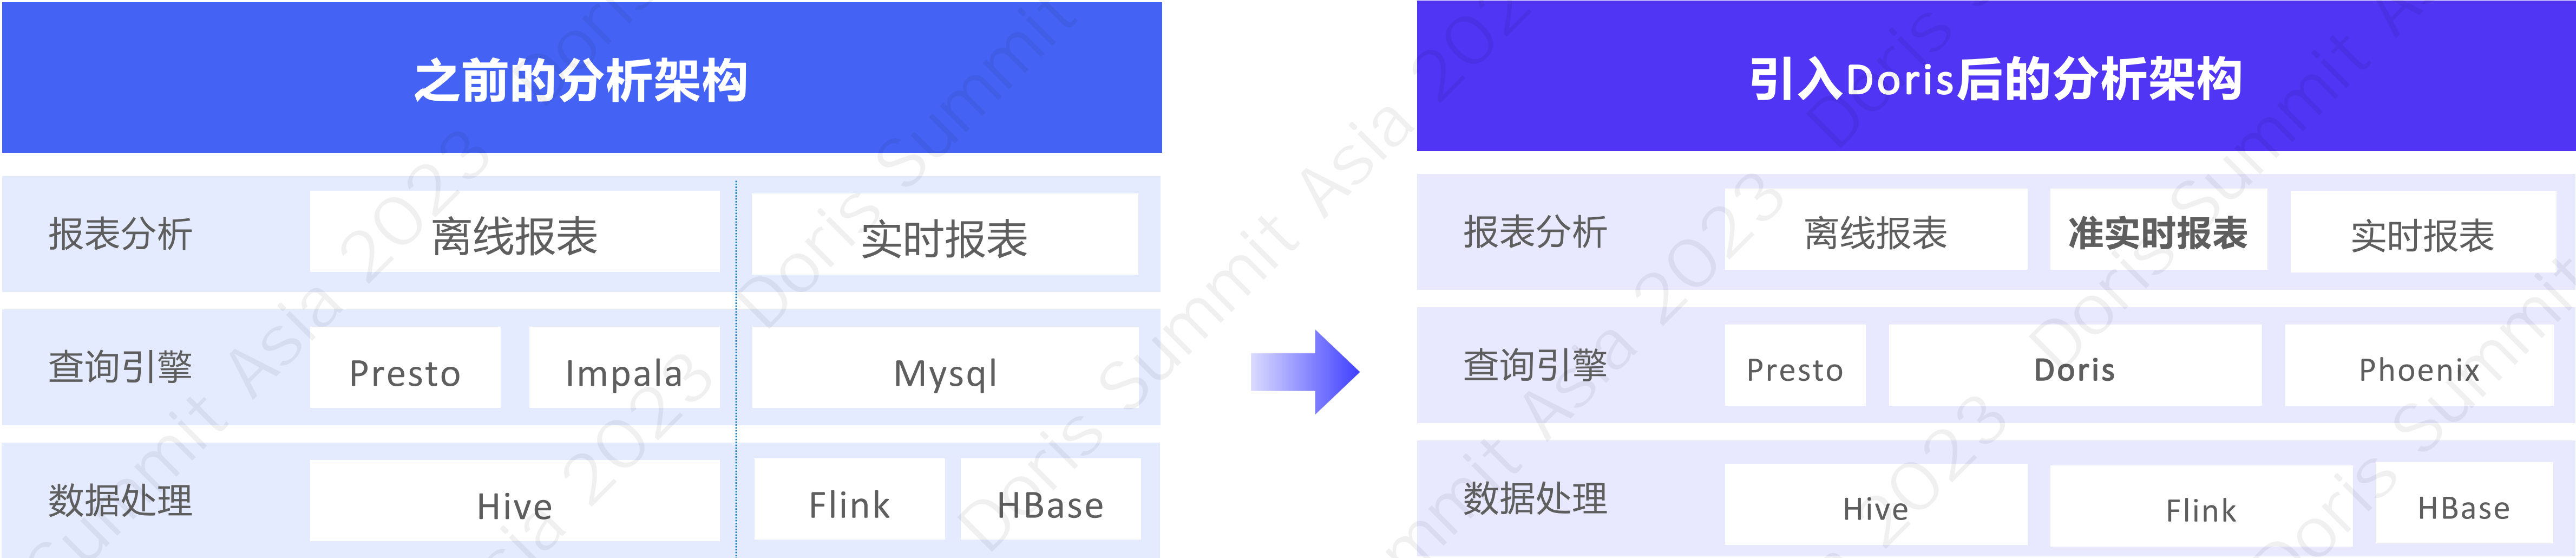 之前的分析架构
报表分析 离线报表 实时报表
查询引擎 Presto Impala Mysql
数据处理 Hive Flink HBase
引入Doris后的分析架构
报表分析 离线报表 准实时报表 实时报表
查询引擎 Presto Doris Phoenix
数据处理 Hive Flink HBase
Doris Summit Asia 2023